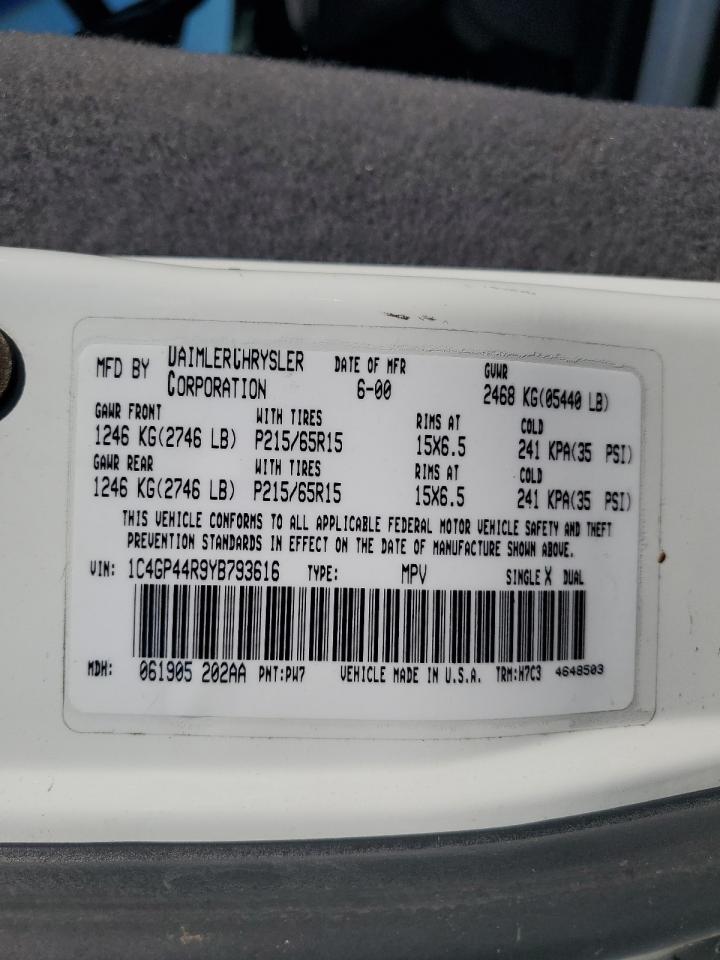 MFD BY DAIMLERCHRYSLER CORPORATION DATE OF MFR 6-00 GVWR 2468 KG(05440 LB)
GAWR FRONT WITH TIRES RIMS AT COLD
1246 KG(2746 LB) P215/65R15 15X6.5 241 KPA(35 PSI)
GAWR REAR WITH TIRES RIMS AT COLD
1246 KG(2746 LB) P215/65R15 15X6.5 241 KPA(35 PSI)
THIS VEHICLE CONFORMS TO ALL APPLICABLE FEDERAL MOTOR VEHICLE SAFETY AND THEFT
PREVENTION STANDARDS IN EFFECT ON THE DATE OF MANUFACTURE SHOWN ABOVE.
VIN: 1C4GP44R9YB793616 TYPE: MPV SINGLE X DUAL
MDH: 061905 202AA PNT:PW7 VEHICLE MADE IN U.S.A. TRM:H7C3 4648503